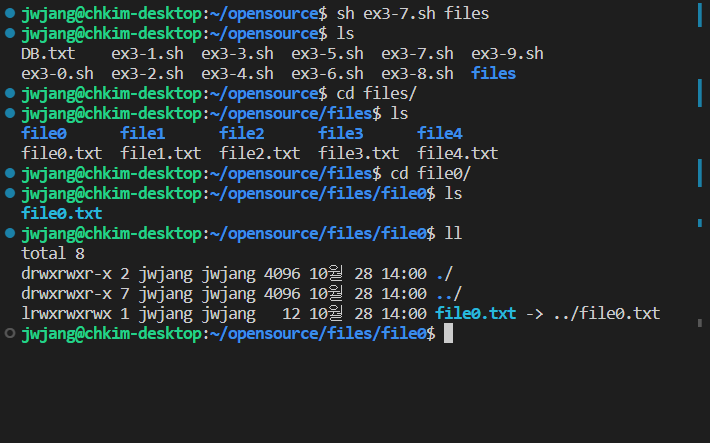 jwjang@chkim-desktop:~/opensource$ sh ex3-7.sh files
jwjang@chkim-desktop:~/opensource$ ls
DB.txt    ex3-1.sh  ex3-3.sh  ex3-5.sh  ex3-7.sh  ex3-9.sh
ex3-0.sh  ex3-2.sh  ex3-4.sh  ex3-6.sh  ex3-8.sh  files
jwjang@chkim-desktop:~/opensource$ cd files/
jwjang@chkim-desktop:~/opensource/files$ ls
file0      file1      file2      file3      file4
file0.txt  file1.txt  file2.txt  file3.txt  file4.txt
jwjang@chkim-desktop:~/opensource/files$ cd file0/
jwjang@chkim-desktop:~/opensource/files/file0$ ls
file0.txt
jwjang@chkim-desktop:~/opensource/files/file0$ ll
total 8
drwxrwxr-x 2 jwjang jwjang 4096 10월 28 14:00 ./
drwxrwxr-x 7 jwjang jwjang 4096 10월 28 14:00 ../
lrwxrwxrwx 1 jwjang jwjang   12 10월 28 14:00 file0.txt -> ../file0.txt
jwjang@chkim-desktop:~/opensource/files/file0$